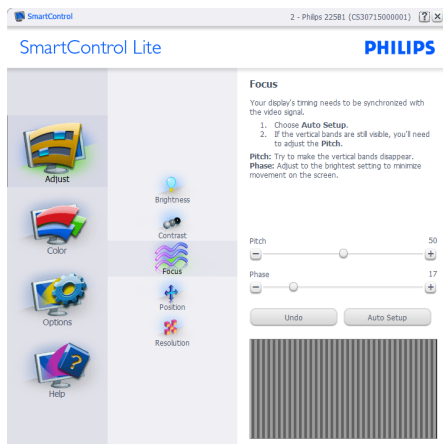 SmartControl
2 - Philips 225B1 (CS30715000001)
SmartControl Lite
PHILIPS
Adjust
Color
Options
Help
Brightness
Contrast
Focus
Position
Resolution
Focus
Your display's timing needs to be synchronized with
the video signal.
1. Choose Auto Setup.
2. If the vertical bands are still visible, you'll need
to adjust the Pitch.
Pitch: Try to make the vertical bands disappear.
Phase: Adjust to the brightest setting to minimize
movement on the screen.
Pitch 50
Phase 17
Undo Auto Setup